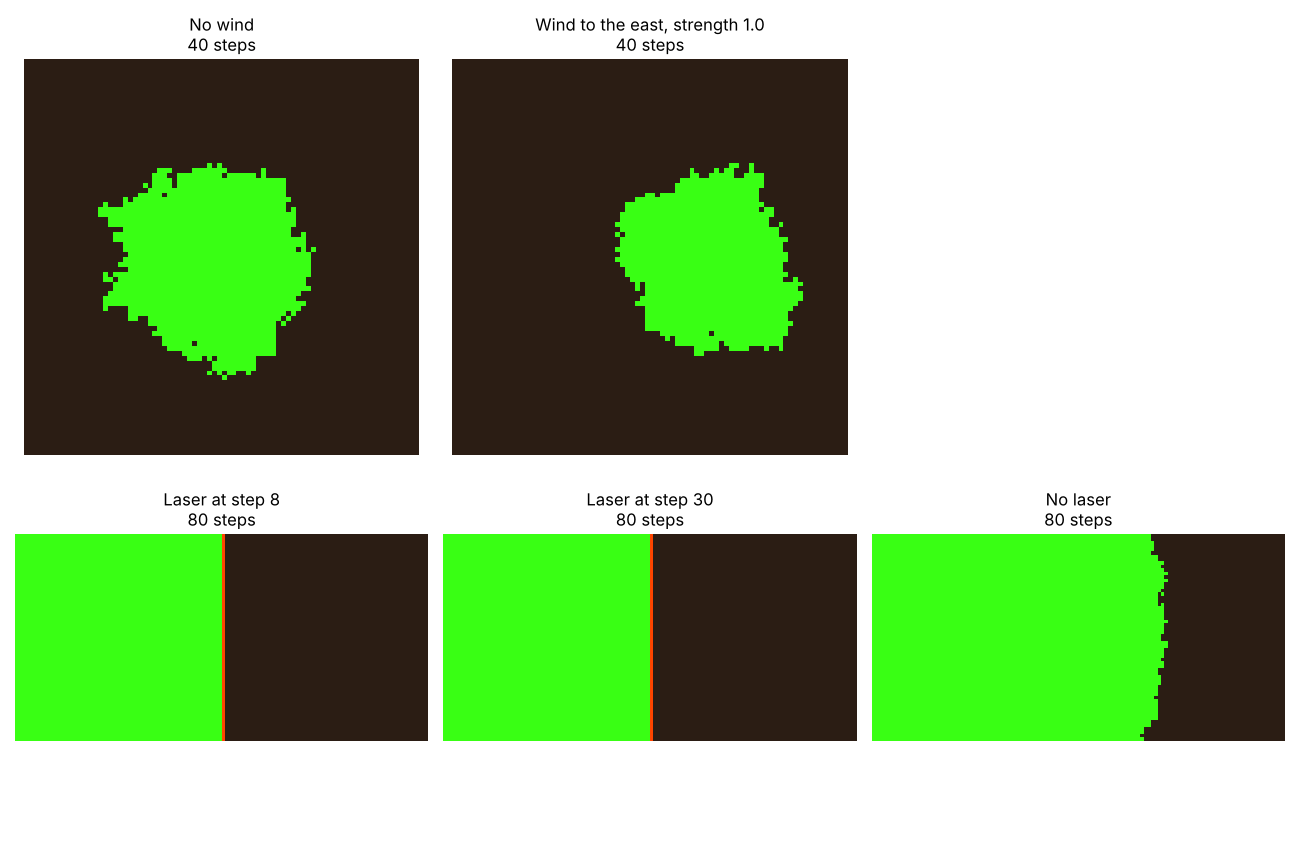 No wind
40 steps
Wind to the east, strength 1.0
40 steps
Laser at step 8
80 steps
Laser at step 30
80 steps
No laser
80 steps